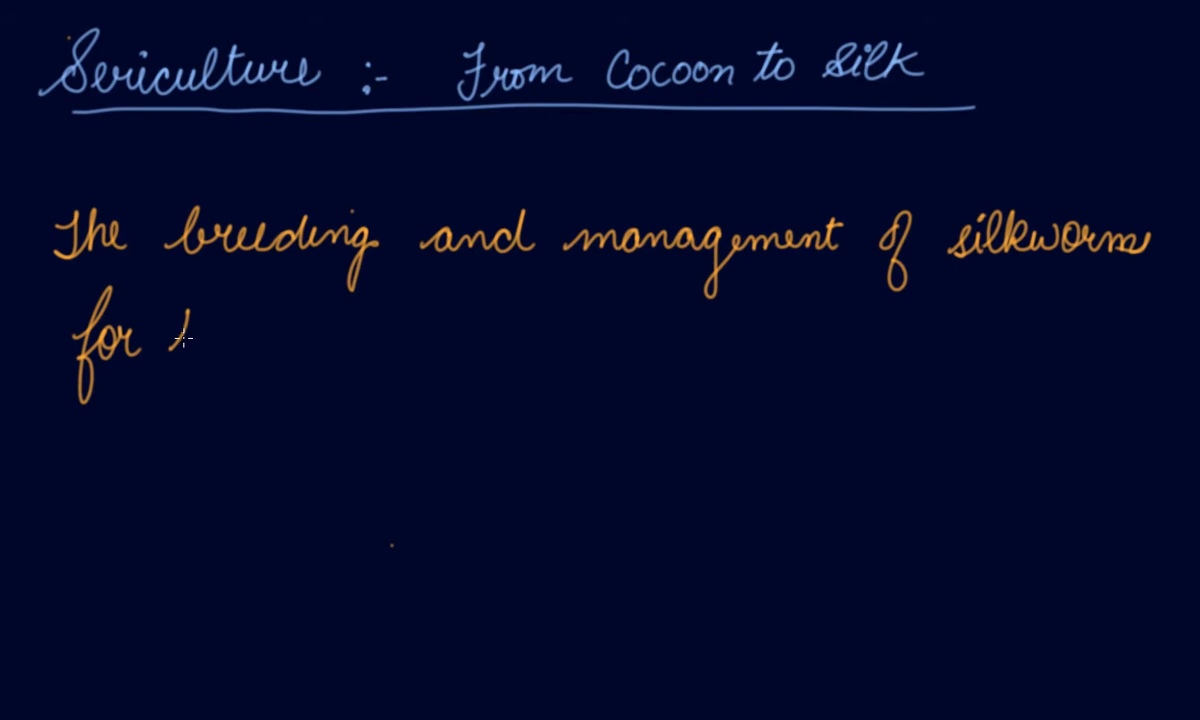 Sericulture :- From Cocoon to Silk
The breeding and management of silkworms
for